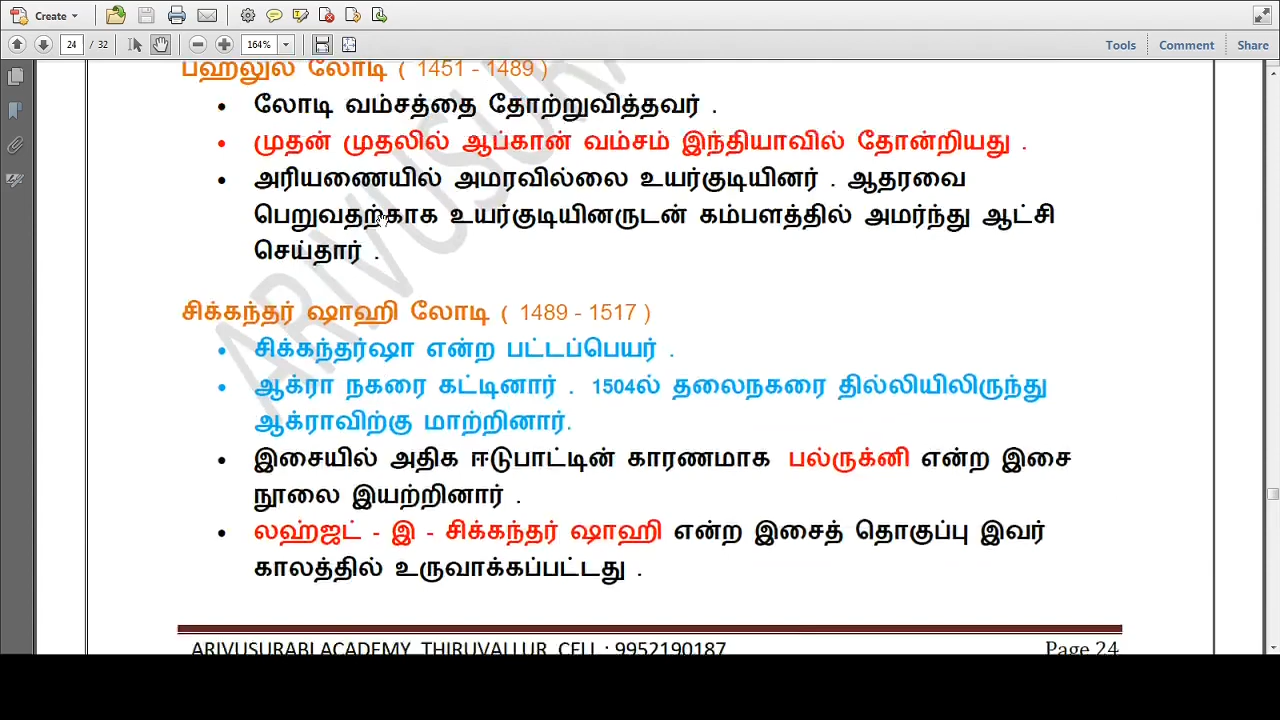 Create
24 / 32
164%
Tools Comment Share
பஹலுல் லோடி ( 1451 - 1489 )
• லோடி வம்சத்தை தோற்றுவித்தவர் .
• முதன் முதலில் ஆப்கான் வம்சம் இந்தியாவில் தோன்றியது .
• அரியணையில் அமரவில்லை உயர்குடியினர் . ஆதரவை
பெறுவதற்காக உயர்குடியினருடன் கம்பளத்தில் அமர்ந்து ஆட்சி
செய்தார் .
சிக்கந்தர் ஷாஹி லோடி ( 1489 - 1517 )
• சிக்கந்தர்ஷா என்ற பட்டப்பெயர் .
• ஆக்ரா நகரை கட்டினார் . 1504ல் தலைநகரை தில்லியிலிருந்து
ஆக்ராவிற்கு மாற்றினார்.
• இசையில் அதிக ஈடுபாட்டின் காரணமாக பல்ருக்னி என்ற இசை
நூலை இயற்றினார் .
• லஹ்ஜட் - இ - சிக்கந்தர் ஷாஹி என்ற இசைத் தொகுப்பு இவர்
காலத்தில் உருவாக்கப்பட்டது .
ARIVUSURABI ACADEMY, THIRUVALLUR. CELL : 9952190187 Page 24